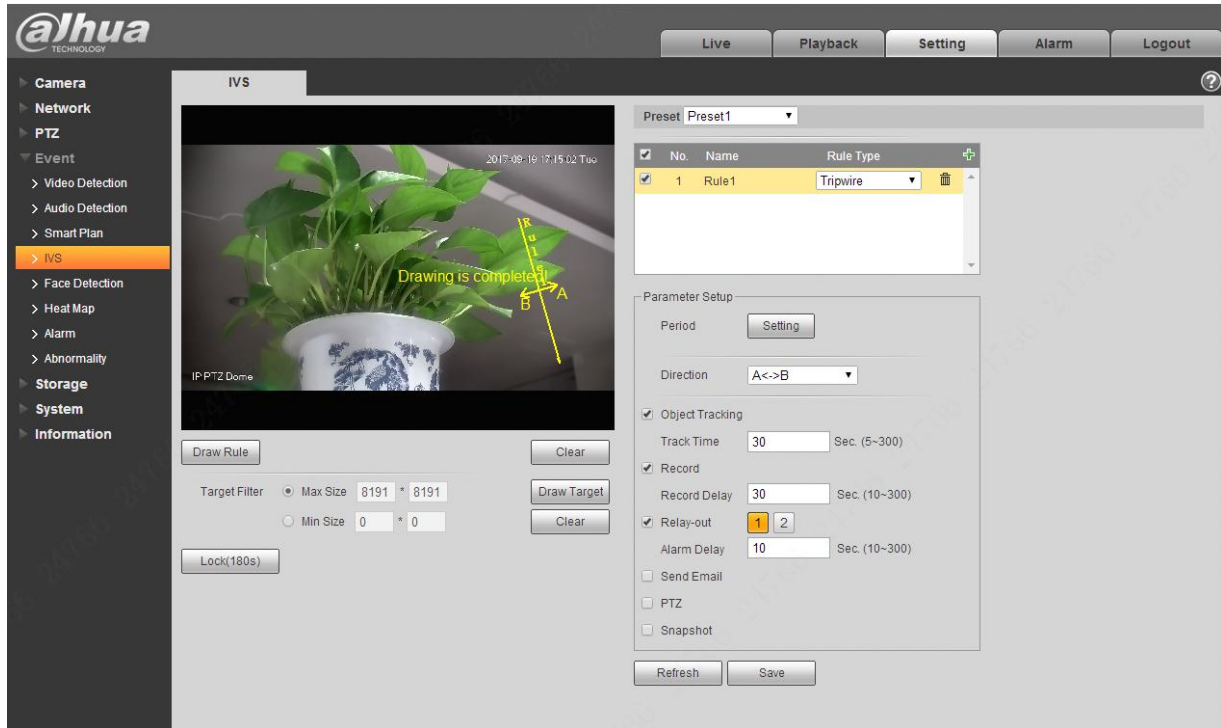 alhua
TECHNOLOGY
Live Playback Setting Alarm Logout
Camera
Network
PTZ
Event
Video Detection
Audio Detection
Smart Plan
IVS
Face Detection
Heat Map
Alarm
Abnormality
Storage
System
Information
IVS
2017-09-19 17:15:02 Tue
Rule1
Drawing is completed!
B A
IP PTZ Dome
Draw Rule Clear
Target Filter Max Size 8191 * 8191 Draw Target
Min Size 0 * 0 Clear
Lock(180s)
Preset Preset1
No. Name Rule Type
1 Rule1 Tripwire
Parameter Setup
Period Setting
Direction A<->B
Object Tracking
Track Time 30 Sec. (5~300)
Record
Record Delay 30 Sec. (10~300)
Relay-out 1 2
Alarm Delay 10 Sec. (10~300)
Send Email
PTZ
Snapshot
Refresh Save